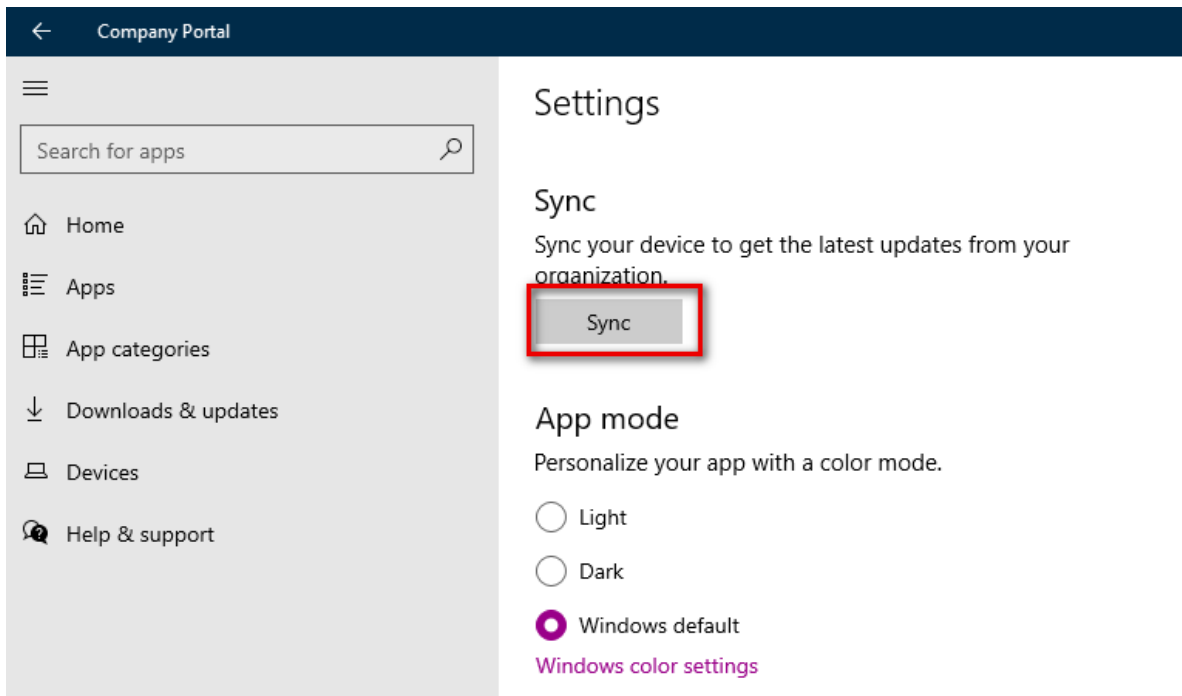 Company Portal
Search for apps
Home
Apps
App categories
Downloads & updates
Devices
Help & support
Settings
Sync
Sync your device to get the latest updates from your
organization.
Sync
App mode
Personalize your app with a color mode.
Light
Dark
Windows default
Windows color settings